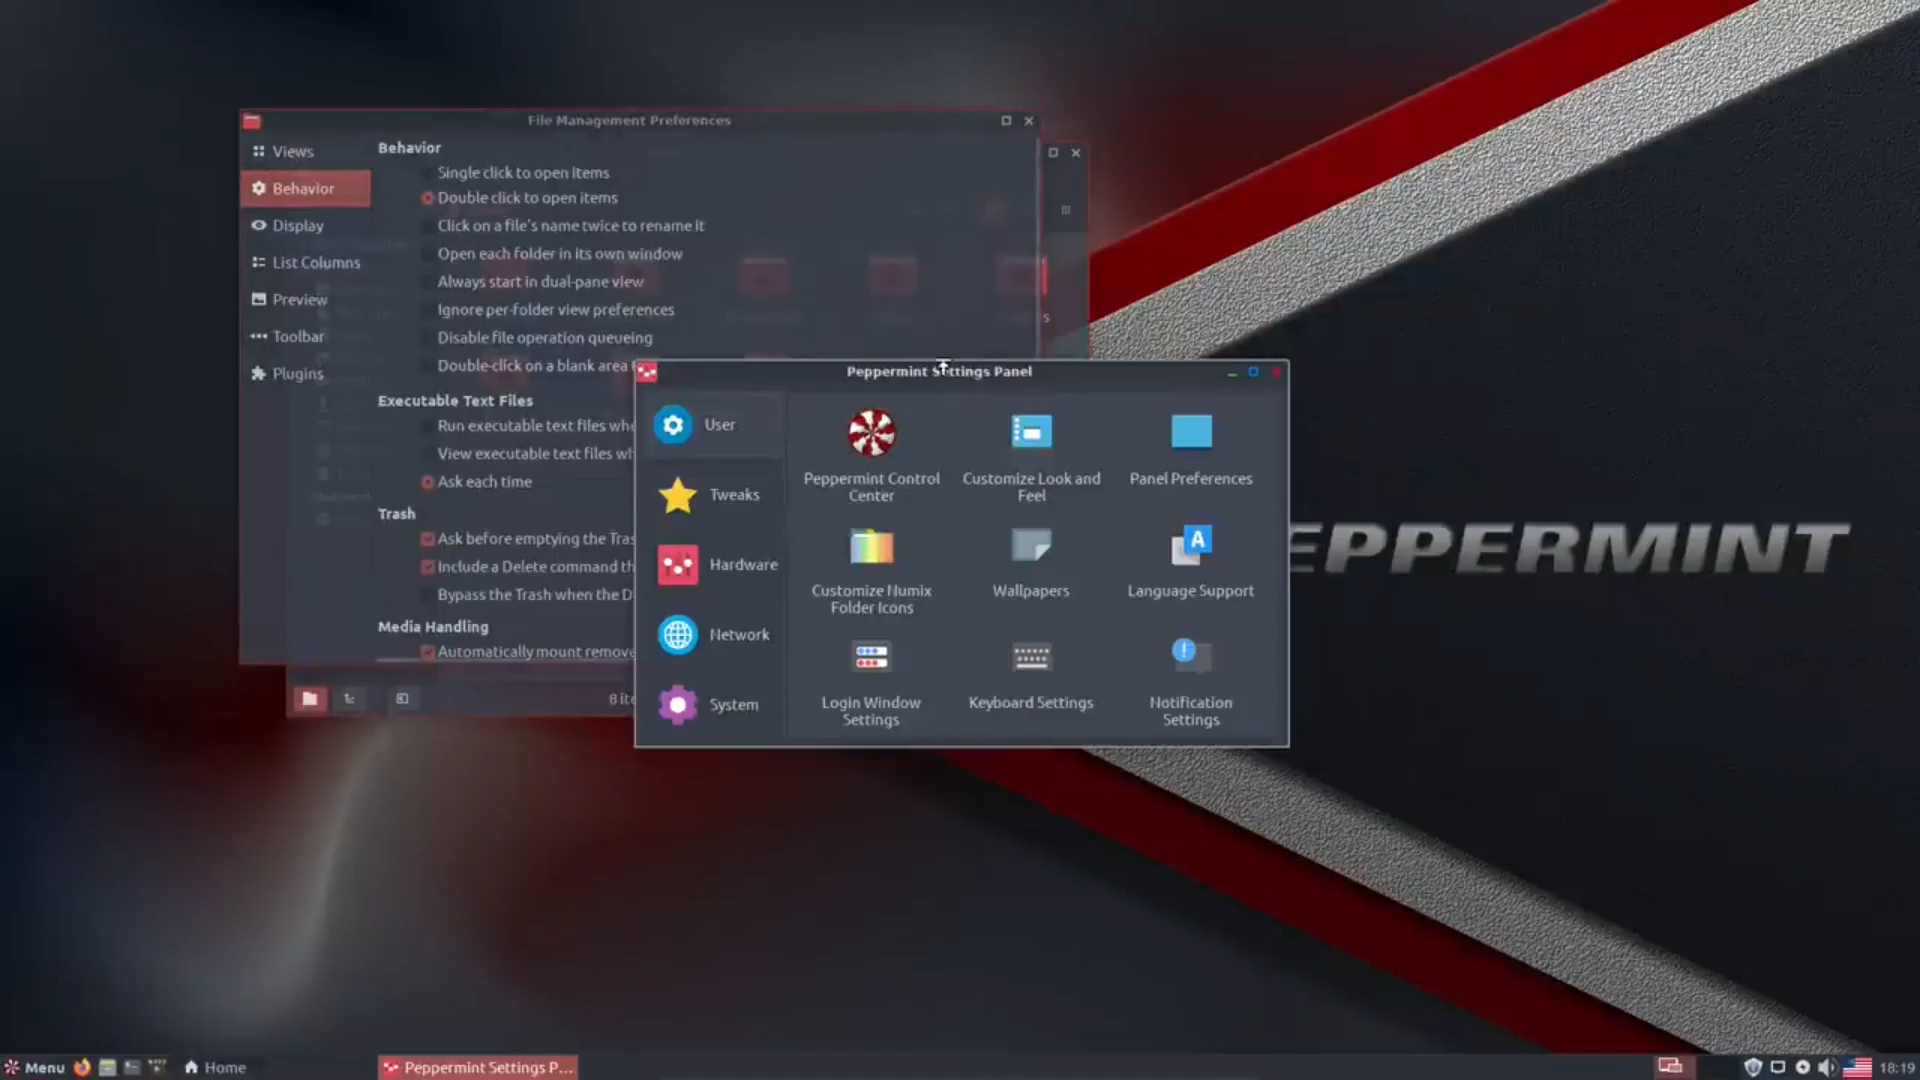 File Management Preferences
Views
Behavior
Display
List Columns
Preview
Toolbar
Plugins
Behavior
Single click to open items
Double click to open items
Click on a file's name twice to rename it
Open each folder in its own window
Always start in dual-pane view
Ignore per-folder view preferences
Disable file operation queueing
Double-click on a blank area
Executable Text Files
Run executable text files whe
View executable text files wh
Ask each time
Trash
Ask before emptying the Tras
Include a Delete command th
Bypass the Trash when the D
Media Handling
Automatically mount remove
8 ite
s
Peppermint Settings Panel
User
Tweaks
Hardware
Network
System
Peppermint Control
Center
Customize Look and
Feel
Panel Preferences
Customize Numix
Folder Icons
Wallpapers
A
Language Support
Login Window
Settings
Keyboard Settings
Notification
Settings
EPPERMINT
Menu
Home
Peppermint Settings P...
18:19